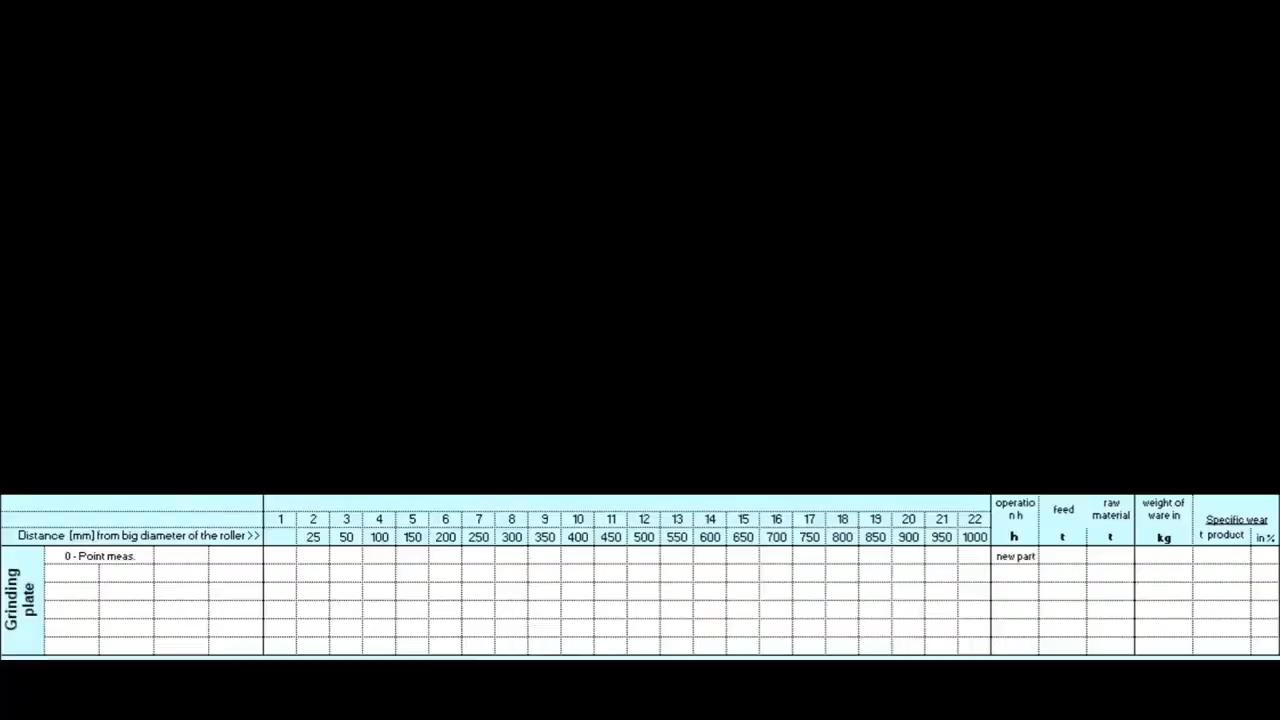 operatio
n h
feed
raw
material
weight of
ware in
Specific wear
1 2 3 4 5 6 7 8 9 10 11 12 13 14 15 16 17 18 19 20 21 22
Distance [mm] from big diameter of the roller >> 25 50 100 150 200 250 300 350 400 450 500 550 600 650 700 750 800 850 900 950 1000 h t t kg t product in %
Grinding
plate
0 - Point meas. new part